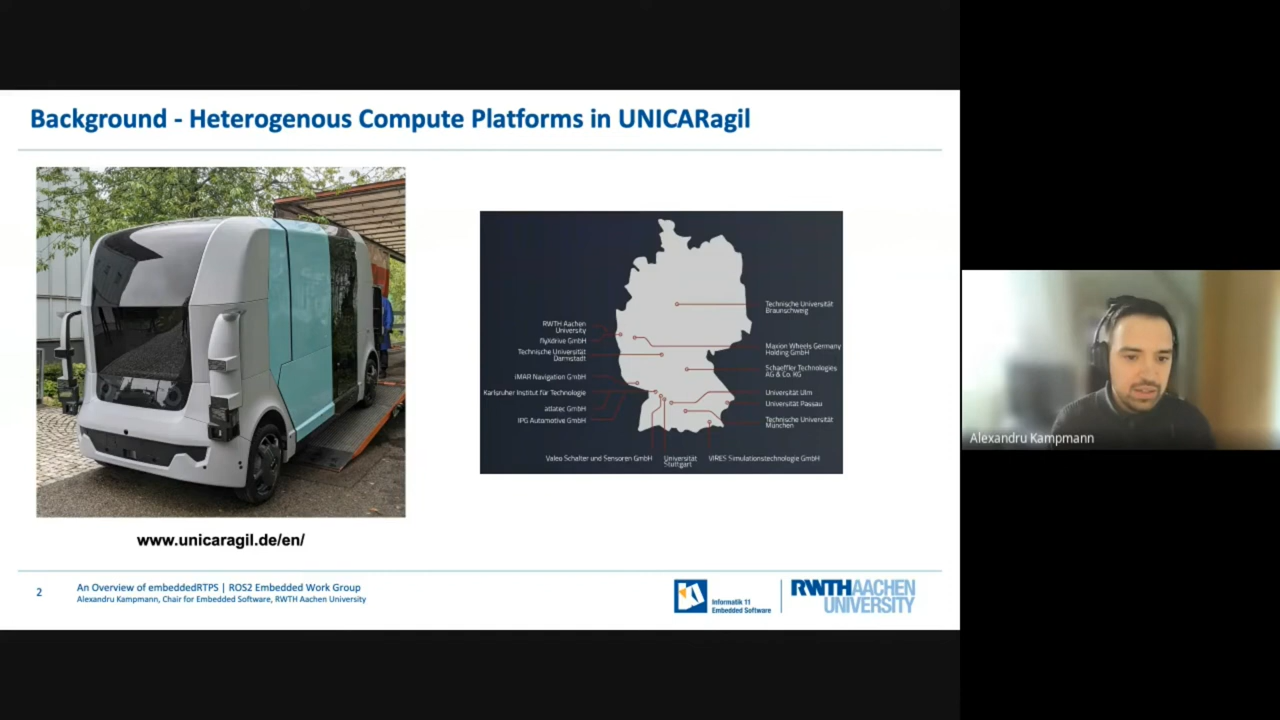 Background - Heterogenous Compute Platforms in UNICARagil
RWTH Aachen
University
flyXdrive GmbH
Technische Universität
Darmstadt
iMAR Navigation GmbH
Karlsruher Institut für Technologie
atlatec GmbH
IPG Automotive GmbH
Technische Universität
Braunschweig
Maxion Wheels Germany
Holding GmbH
Schaeffler Technologies
AG & Co. KG
Universität Ulm
Universität Passau
Technische Universität
München
Valeo Schalter und Sensoren GmbH
Universität
Stuttgart
VIRES Simulationstechnologie GmbH
www.unicaragil.de/en/
2
An Overview of embeddedRTPS | ROS2 Embedded Work Group
Alexandru Kampmann, Chair for Embedded Software, RWTH Aachen University
Informatik 11
Embedded Software
RWTHAACHEN
UNIVERSITY
Alexandru Kampmann